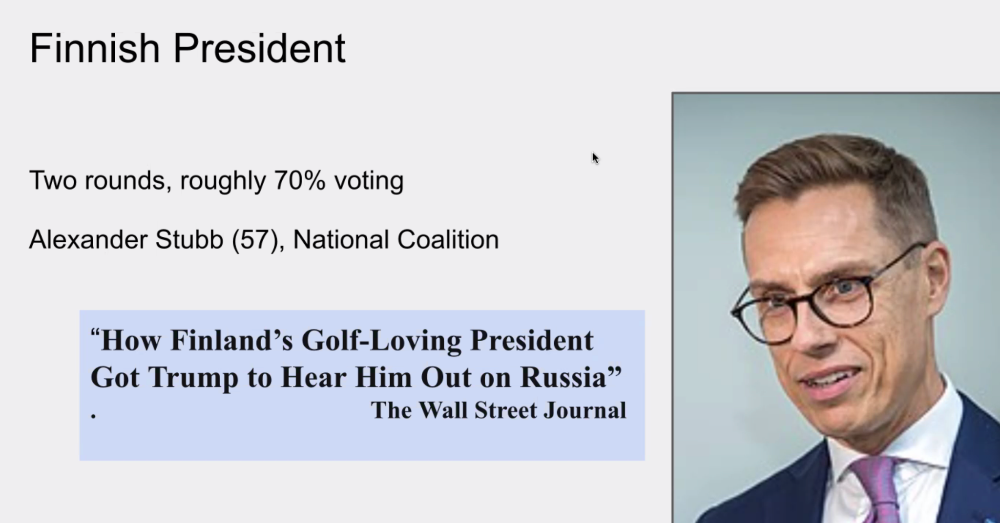 Finnish President
Two rounds, roughly 70% voting
Alexander Stubb (57), National Coalition
“How Finland’s Golf-Loving President
Got Trump to Hear Him Out on Russia”
. The Wall Street Journal